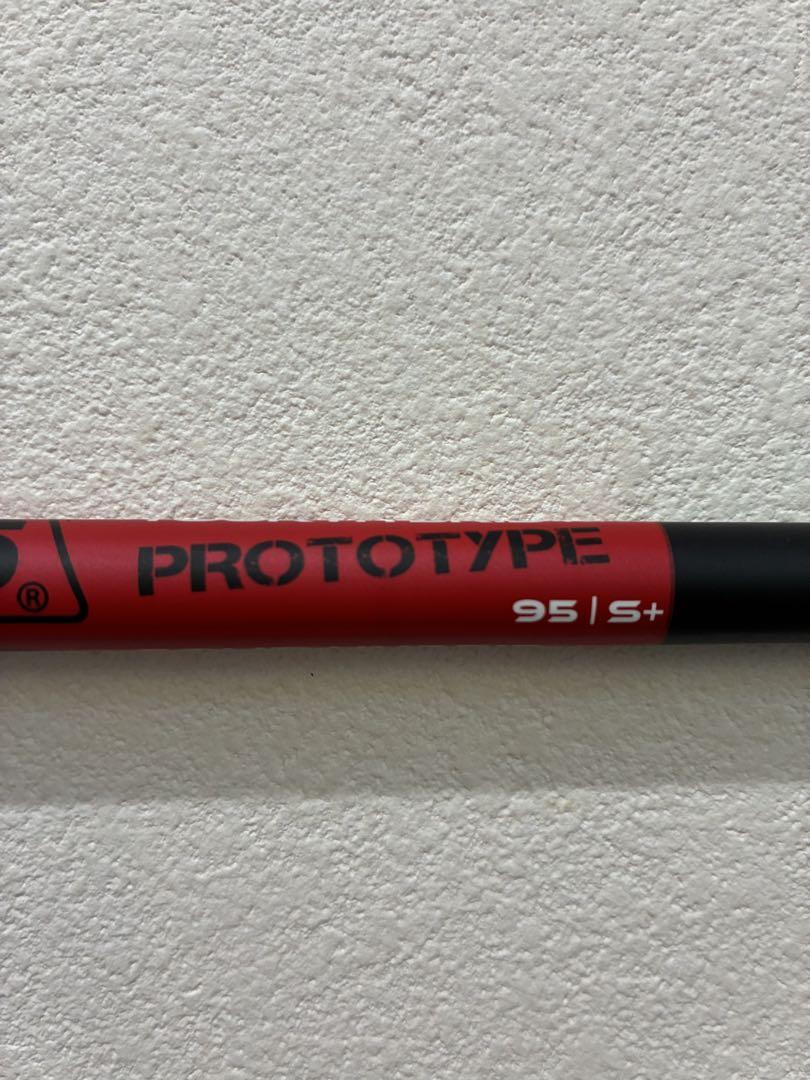 ®
PROTOTYPE
95 | S+